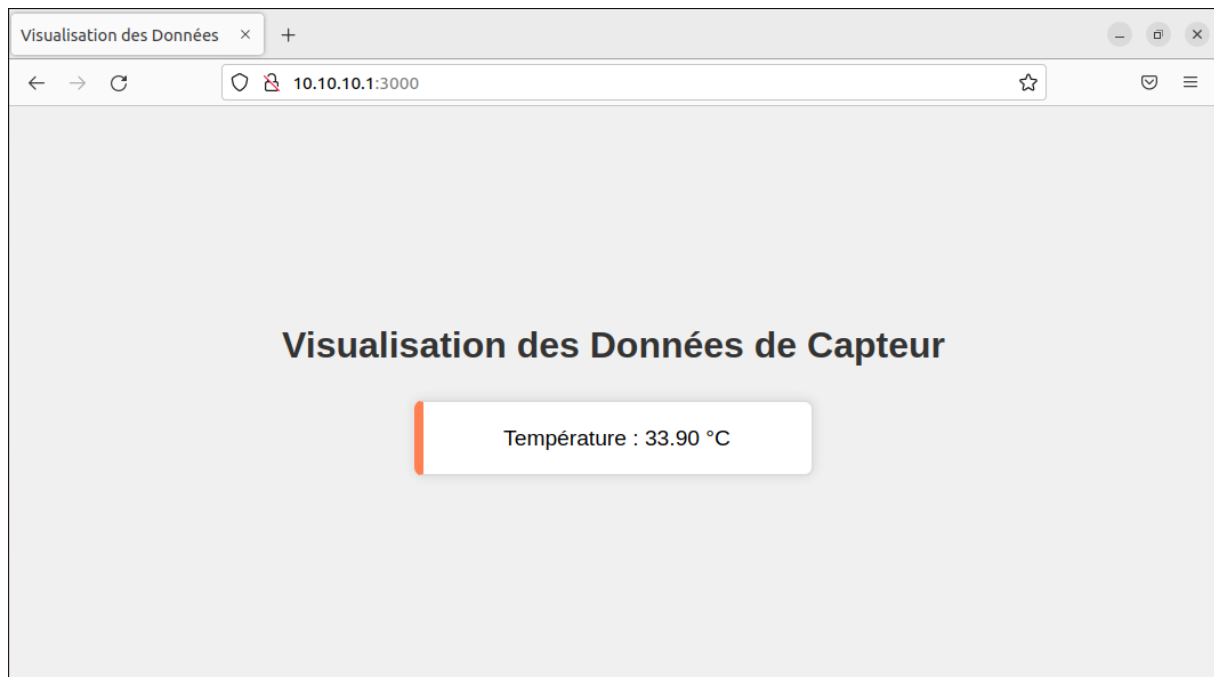 Visualisation des Données
10.10.10.1:3000
Visualisation des Données de Capteur
Température : 33.90 °C